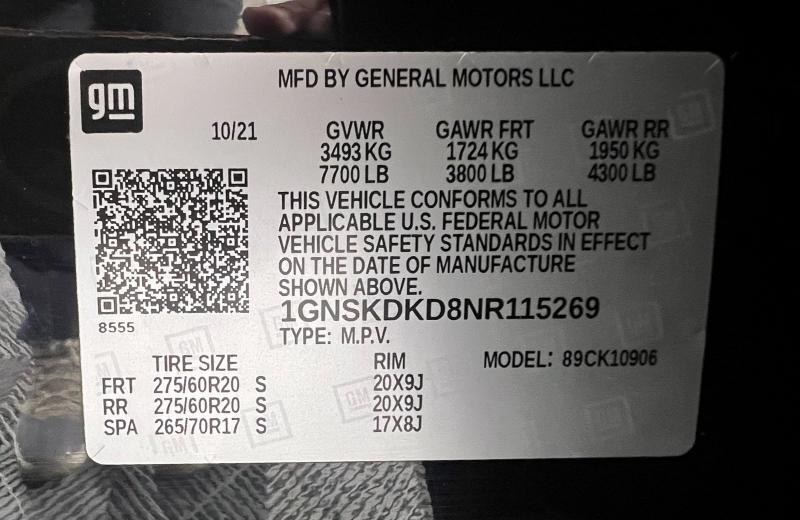 gm
MFD BY GENERAL MOTORS LLC
10/21 GVWR GAWR FRT GAWR RR
3493 KG 1724 KG 1950 KG
7700 LB 3800 LB 4300 LB
THIS VEHICLE CONFORMS TO ALL
APPLICABLE U.S. FEDERAL MOTOR
VEHICLE SAFETY STANDARDS IN EFFECT
ON THE DATE OF MANUFACTURE
SHOWN ABOVE.
8555
1GNSKDKD8NR115269
TYPE: M.P.V.
TIRE SIZE RIM MODEL: 89CK10906
FRT 275/60R20 S 20X9J
RR 275/60R20 S 20X9J
SPA 265/70R17 S 17X8J